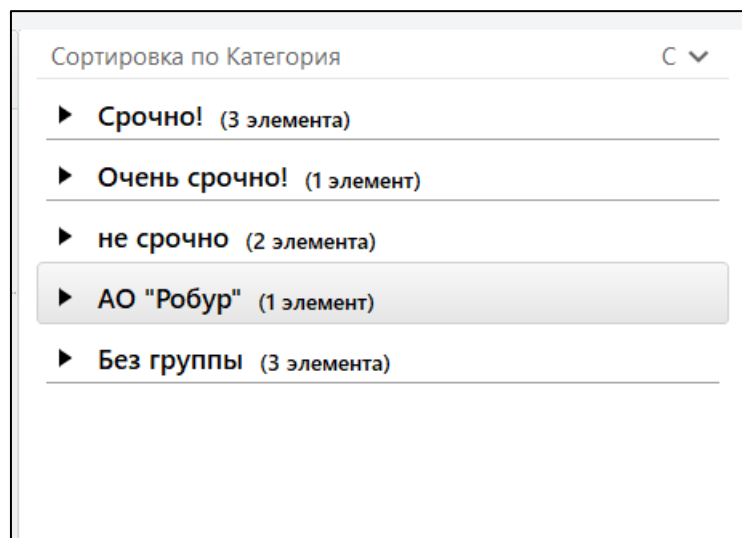 Сортировка по Категория С
Срочно! (3 элемента)
Очень срочно! (1 элемент)
не срочно (2 элемента)
АО "Робур" (1 элемент)
Без группы (3 элемента)